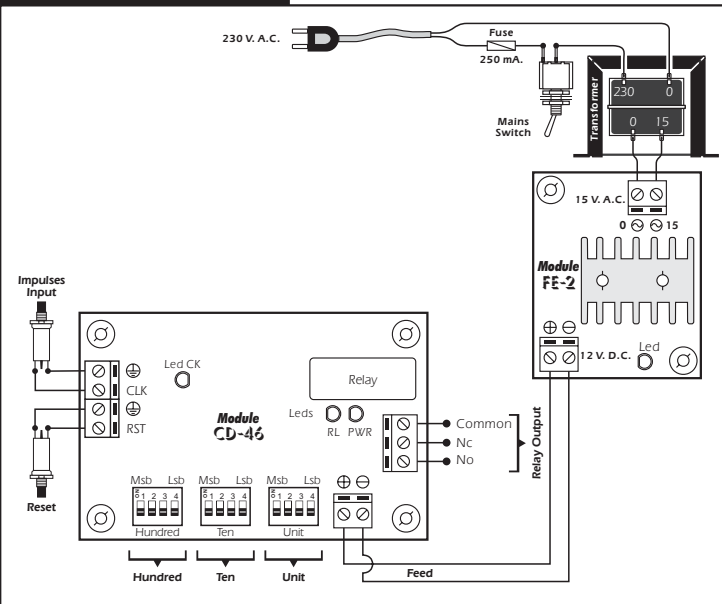 230 V. A.C.
Fuse
250 mA.
Mains
Switch
Transformer
230 0
0 15
15 V. A.C.
0 15
Module
FE-2
12 V. D.C.
Led
Impulses
Input
Led CK
CLK
RST
Reset
Module
CD-46
Relay
Leds
RL PWR
Common
Nc
No
Relay Output
Msb Lsb
ON
1 2 3 4
Hundred
Msb Lsb
ON
1 2 3 4
Ten
Msb Lsb
ON
1 2 3 4
Unit
Hundred
Ten
Unit
Feed